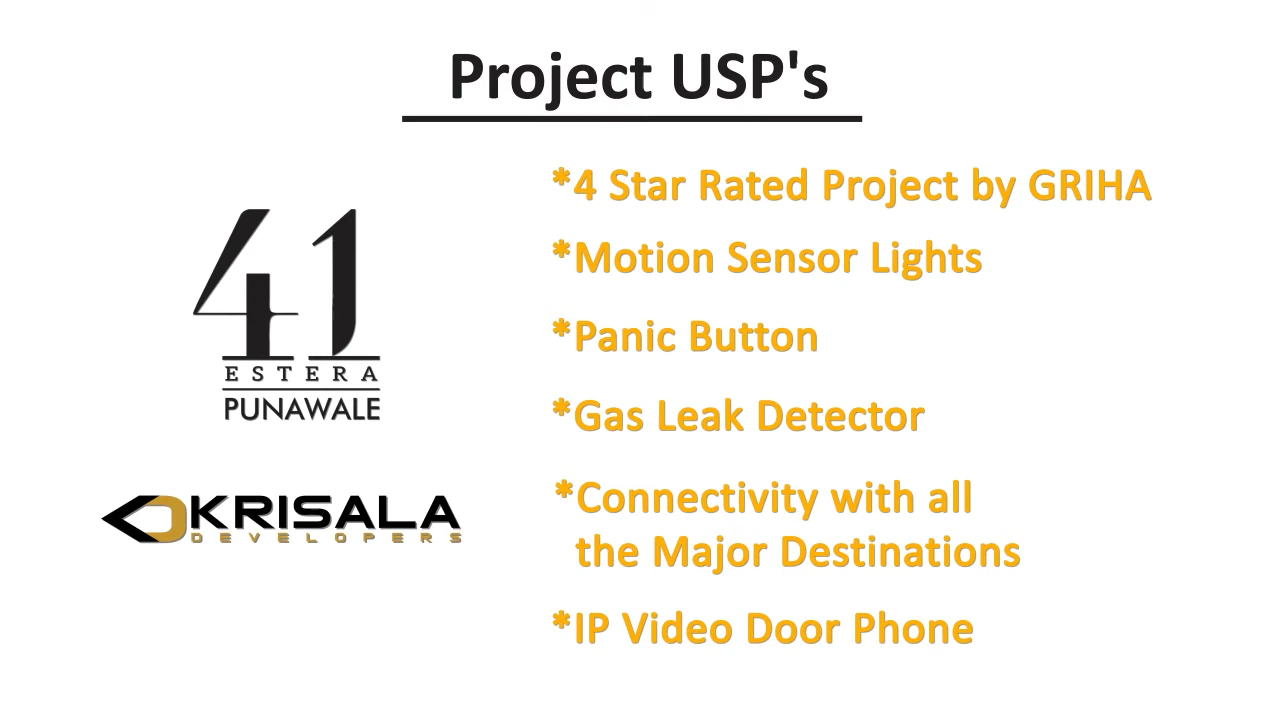 Project USP's
41
ESTERA
PUNAWALE
KRISALA
DEVELOPERS
*4 Star Rated Project by GRIHA
*Motion Sensor Lights
*Panic Button
*Gas Leak Detector
*Connectivity with all
the Major Destinations
*IP Video Door Phone